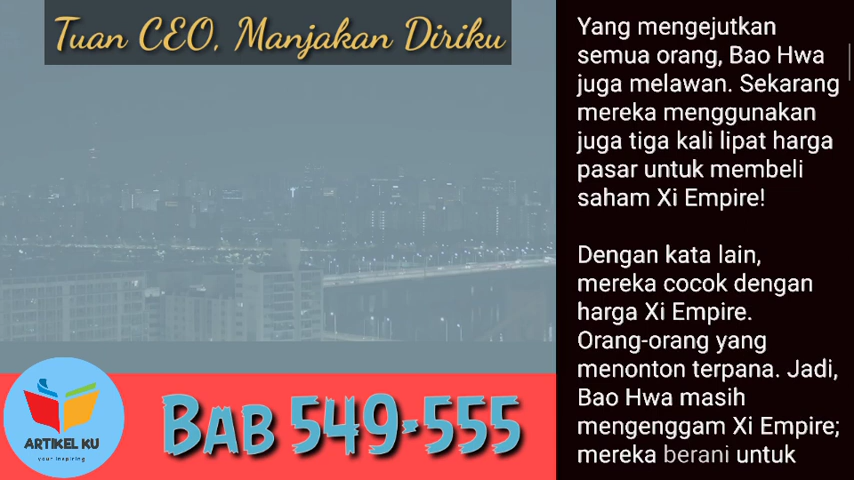 Tuan CEO, Manjakan Diriku
Yang mengejutkan
semua orang, Bao Hwa
juga melawan. Sekarang
mereka menggunakan
juga tiga kali lipat harga
pasar untuk membeli
saham Xi Empire!
Dengan kata lain,
mereka cocok dengan
harga Xi Empire.
Orang-orang yang
menonton terpana. Jadi,
Bao Hwa masih
mengenggam Xi Empire;
mereka berani untuk
ARTIKEL KU
your inspiring
BAB 549-555